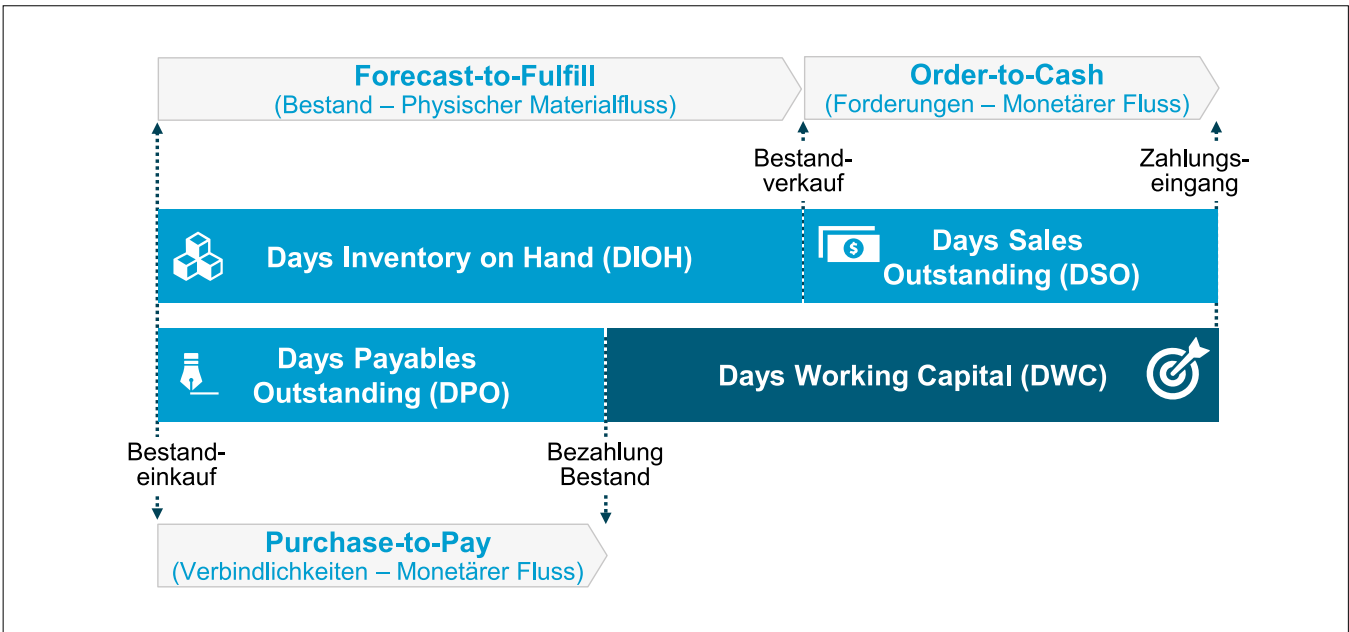 Forecast-to-Fulfill
(Bestand – Physischer Materialfluss)
Order-to-Cash
(Forderungen – Monetärer Fluss)
Bestand-
verkauf
Zahlungs-
eingang
Days Inventory on Hand (DIOH)
$
Days Sales
Outstanding (DSO)
Days Payables
Outstanding (DPO)
Days Working Capital (DWC)
Bestand-
einkauf
Bezahlung
Bestand
Purchase-to-Pay
(Verbindlichkeiten – Monetärer Fluss)